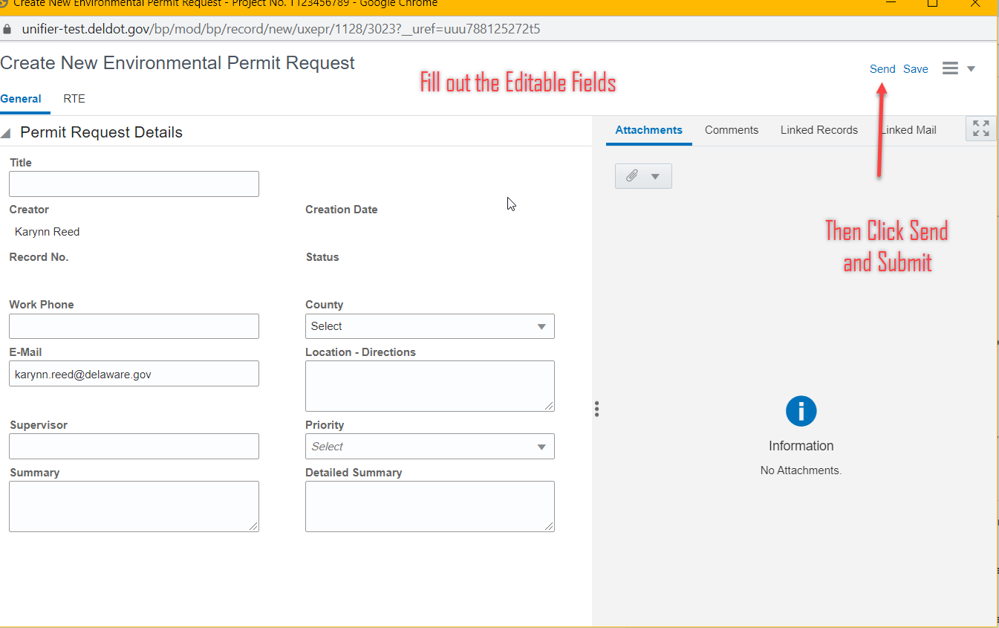 Create New Environmental Permit Request - Project No. 1123456789 - Google Chrome
unifier-test.deldot.gov/bp/mod/bp/record/new/uxepr/1128/3023?__uref=uuu788125272t5
Create New Environmental Permit Request
Fill out the Editable Fields
Send Save
General RTE
Permit Request Details
Attachments Comments Linked Records Linked Mail
Title
Creator Creation Date
Karynn Reed
Then Click Send
and Submit
Record No. Status
Work Phone County
Select
E-Mail Location - Directions
karynn.reed@delaware.gov
Supervisor Priority
Select
Information
Summary Detailed Summary
No Attachments.